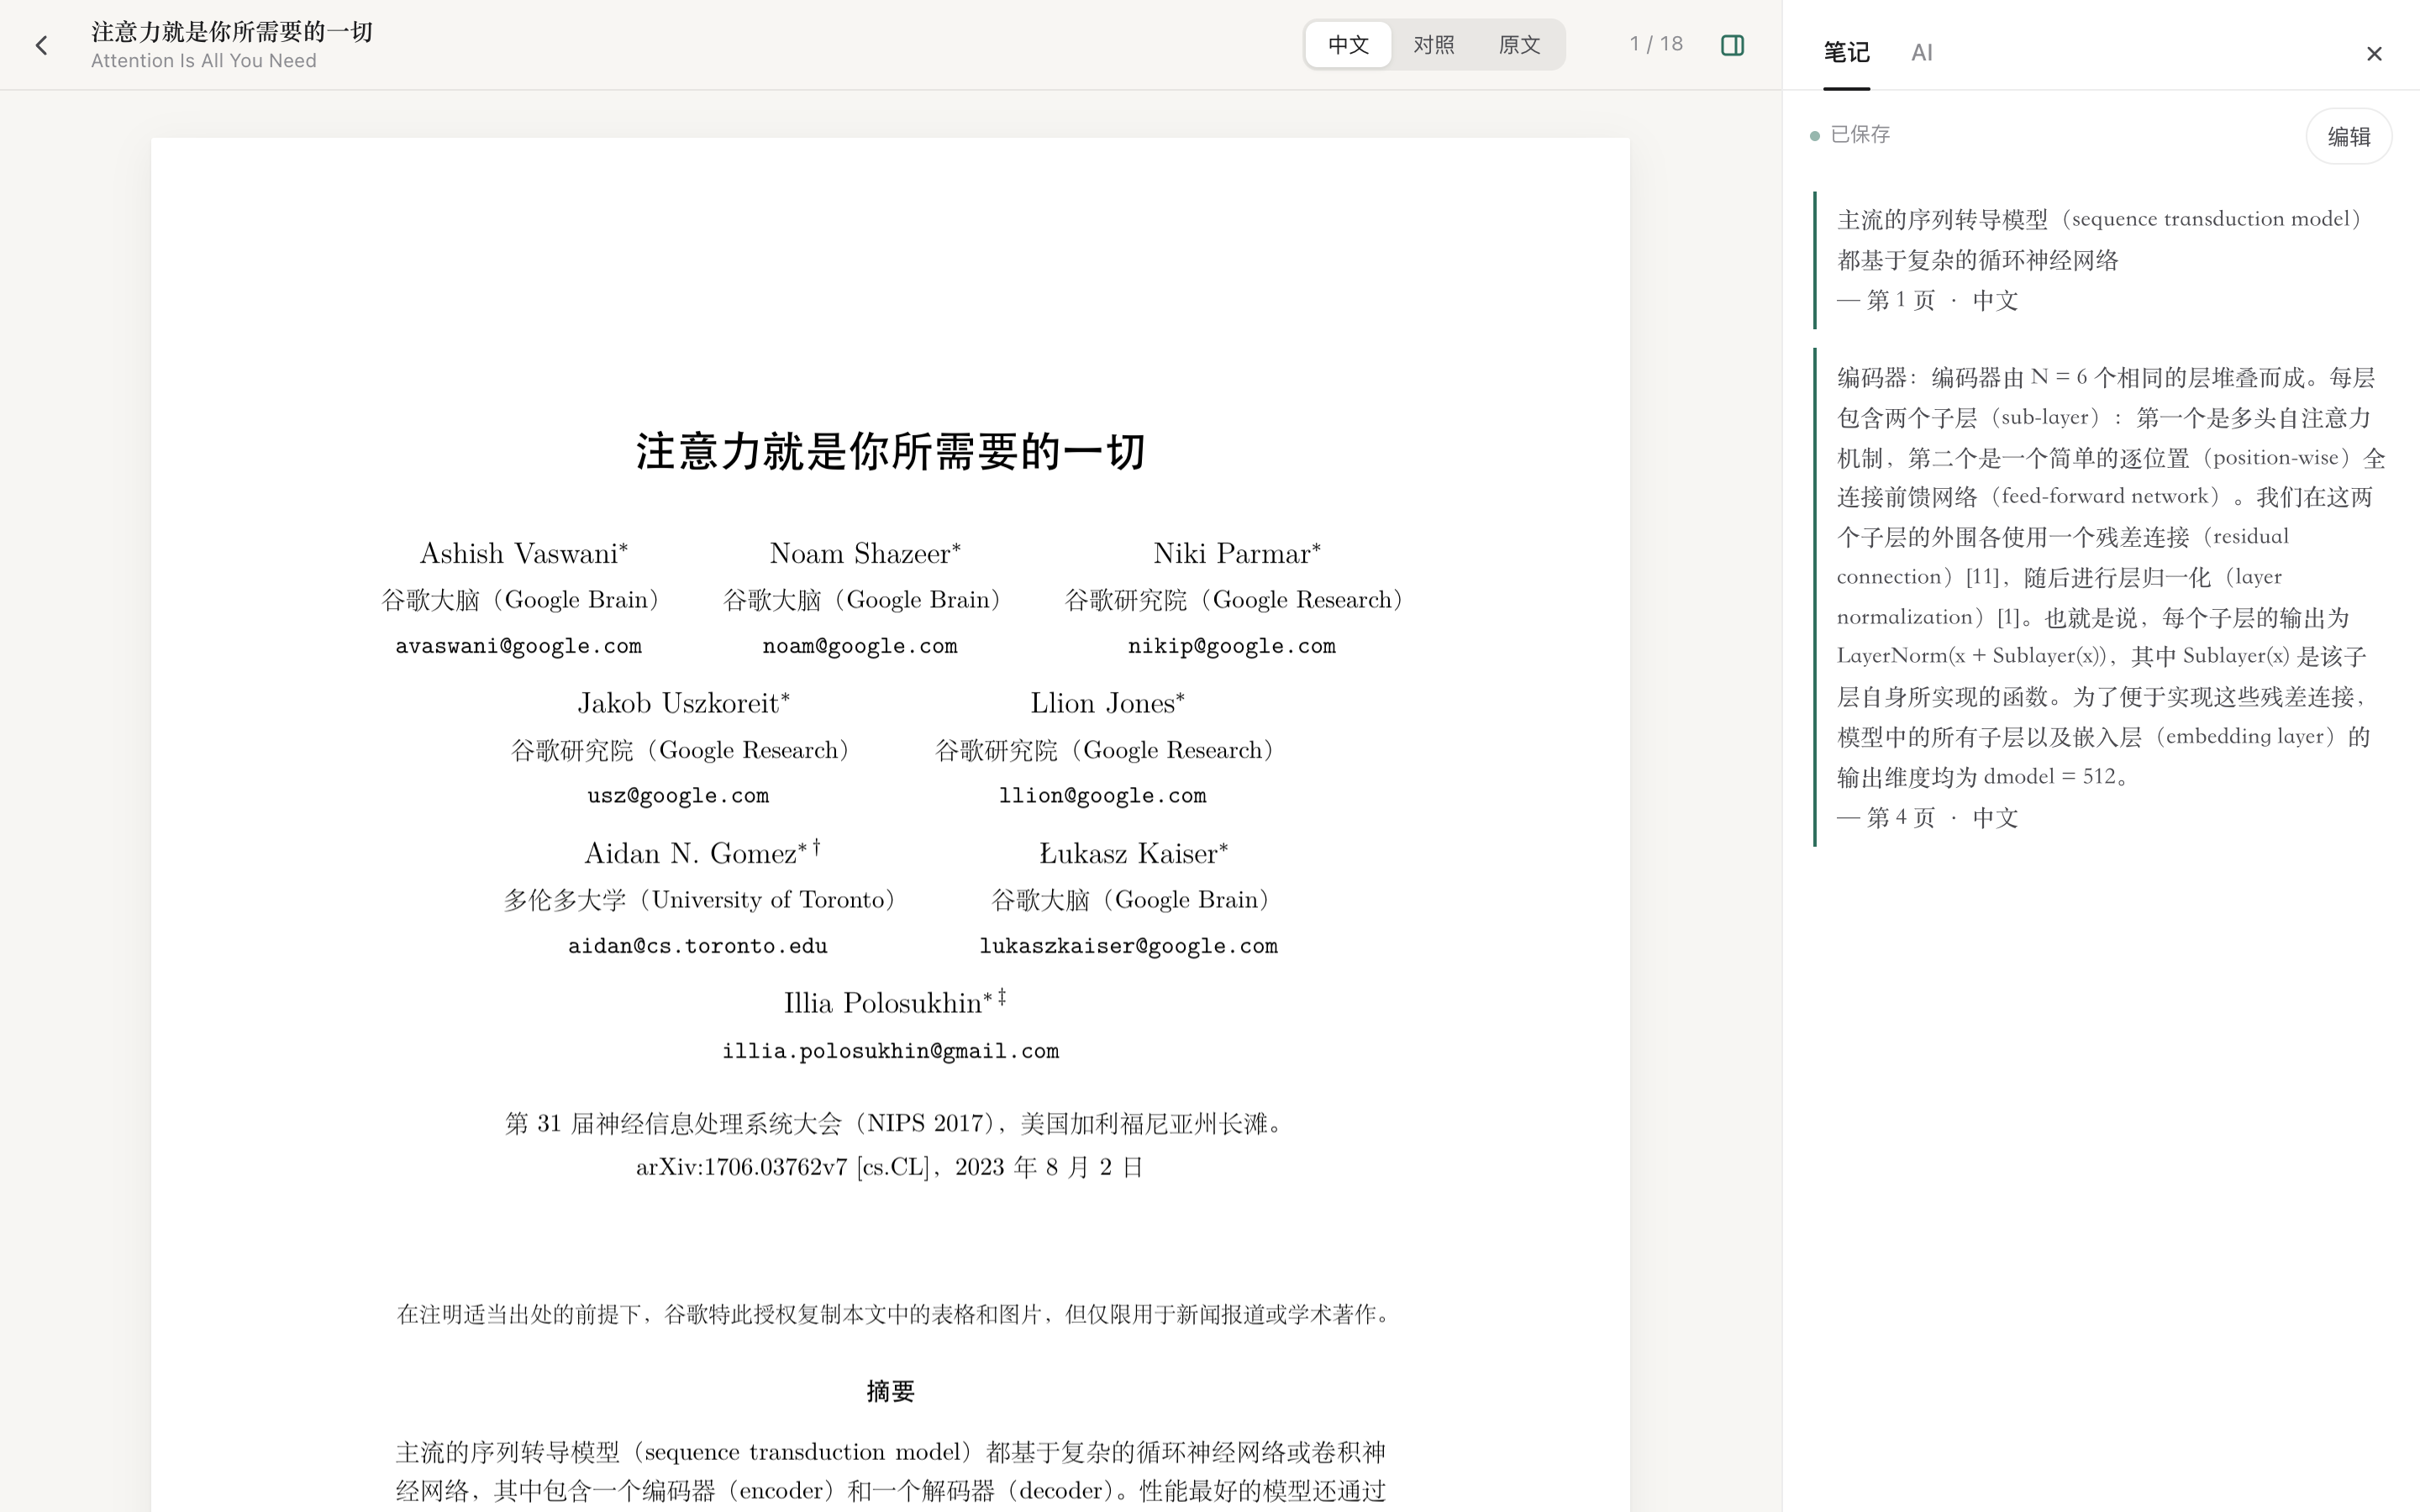 注意力就是你所需要的一切
Attention Is All You Need
中文 对照 原文
1 / 18
注意力就是你所需要的一切
Ashish Vaswani* Noam Shazeer* Niki Parmar*
谷歌大脑（Google Brain） 谷歌大脑（Google Brain） 谷歌研究院（Google Research）
avaswani@google.com noam@google.com nikip@google.com
Jakob Uszkoreit* Llion Jones*
谷歌研究院（Google Research） 谷歌研究院（Google Research）
usz@google.com llion@google.com
Aidan N. Gomez* † Łukasz Kaiser*
多伦多大学（University of Toronto） 谷歌大脑（Google Brain）
aidan@cs.toronto.edu lukaszkaiser@google.com
Illia Polosukhin* ‡
illia.polosukhin@gmail.com
第 31 届神经信息处理系统大会（NIPS 2017），美国加利福尼亚州长滩。
arXiv:1706.03762v7 [cs.CL]，2023 年 8 月 2 日
在注明适当出处的前提下，谷歌特此授权复制本文中的表格和图片，但仅限用于新闻报道或学术著作。
摘要
主流的序列转导模型（sequence transduction model）都基于复杂的循环神经网络或卷积神
经网络，其中包含一个编码器（encoder）和一个解码器（decoder）。性能最好的模型还通过
笔记 AI
已保存
编辑
主流的序列转导模型（sequence transduction model）
都基于复杂的循环神经网络
— 第 1 页 · 中文
编码器：编码器由 N = 6 个相同的层堆叠而成。每层
包含两个子层（sub-layer）：第一个是多头自注意力
机制，第二个是一个简单的逐位置（position-wise）全
连接前馈网络（feed-forward network）。我们在这两
个子层的外围各使用一个残差连接（residual
connection）[11]，随后进行层归一化（layer
normalization）[1]。也就是说，每个子层的输出为
LayerNorm(x + Sublayer(x))，其中 Sublayer(x) 是该子
层自身所实现的函数。为了便于实现这些残差连接，
模型中的所有子层以及嵌入层（embedding layer）的
输出维度均为 dmodel = 512。
— 第 4 页 · 中文